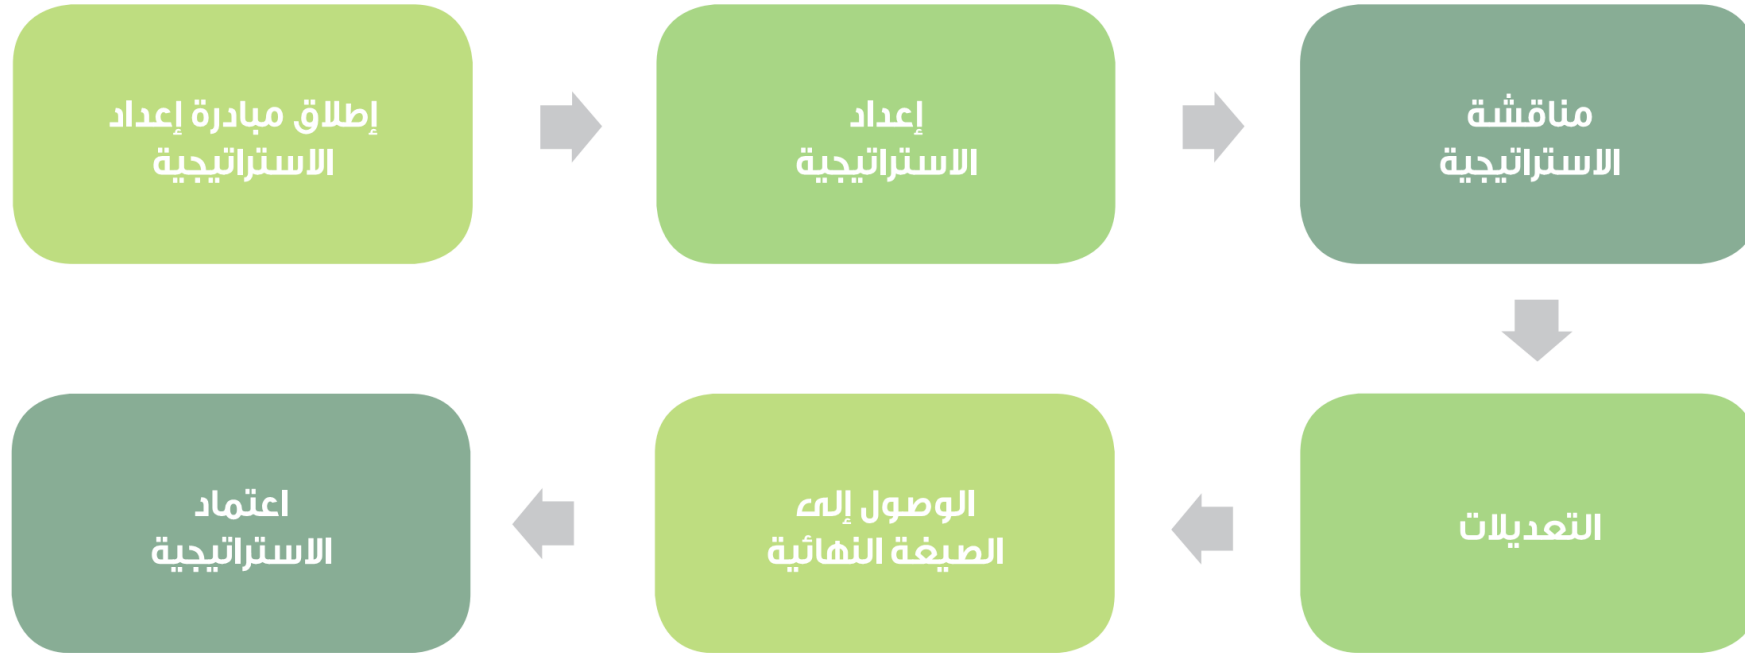 إطلاق مبادرة إعداد
الاستراتيجية
إعداد
الاستراتيجية
مناقشة
الاستراتيجية
التعديلات
الوصول إلى
الصيغة النهائية
اعتماد
الاستراتيجية